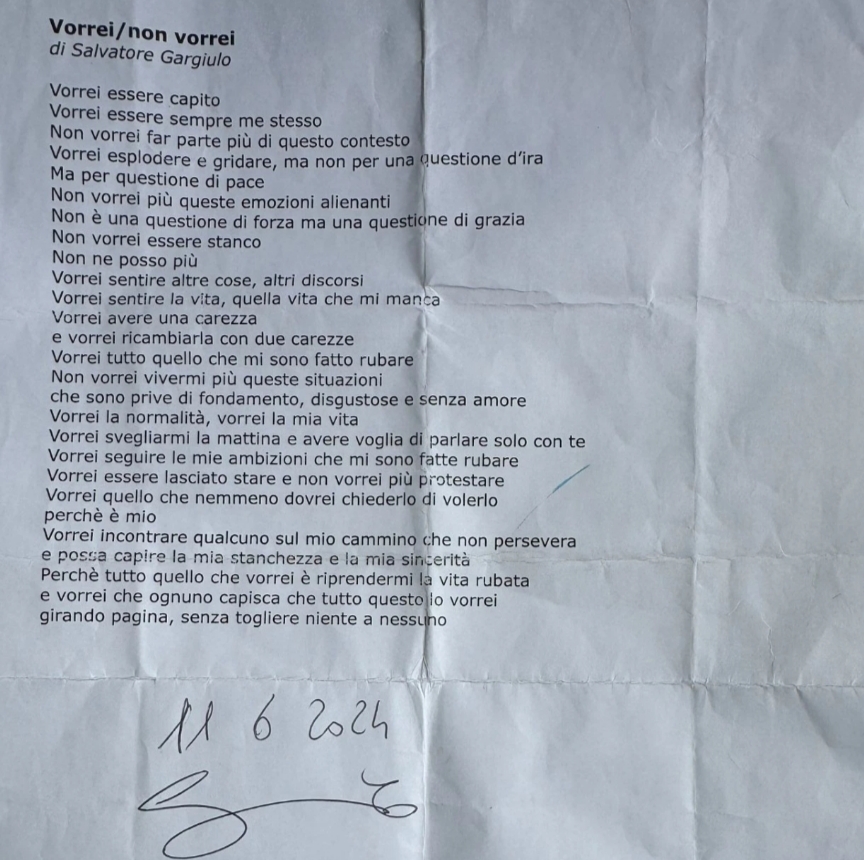 Vorrei/non vorrei
di Salvatore Gargiulo
Vorrei essere capito
Vorrei essere sempre me stesso
Non vorrei far parte più di questo contesto
Vorrei esplodere e gridare, ma non per una questione d'ira
Ma per questione di pace
Non vorrei più queste emozioni alienanti
Non è una questione di forza ma una questione di grazia
Non vorrei essere stanco
Non ne posso più
Vorrei sentire altre cose, altri discorsi
Vorrei sentire la vita, quella vita che mi manca
Vorrei avere una carezza
e vorrei ricambiarla con due carezze
Vorrei tutto quello che mi sono fatto rubare
Non vorrei vivermi più queste situazioni
che sono prive di fondamento, disgustose e senza amore
Vorrei la normalità, vorrei la mia vita
Vorrei svegliarmi la mattina e avere voglia di parlare solo con te
Vorrei seguire le mie ambizioni che mi sono fatte rubare
Vorrei essere lasciato stare e non vorrei più protestare
Vorrei quello che nemmeno dovrei chiederlo di volerlo
perchè è mio
Vorrei incontrare qualcuno sul mio cammino che non persevera
e possa capire la mia stanchezza e la mia sincerità
Perchè tutto quello che vorrei è riprendermi la vita rubata
e vorrei che ognuno capisca che tutto questo lo vorrei
girando pagina, senza togliere niente a nessuno
11 6 2024